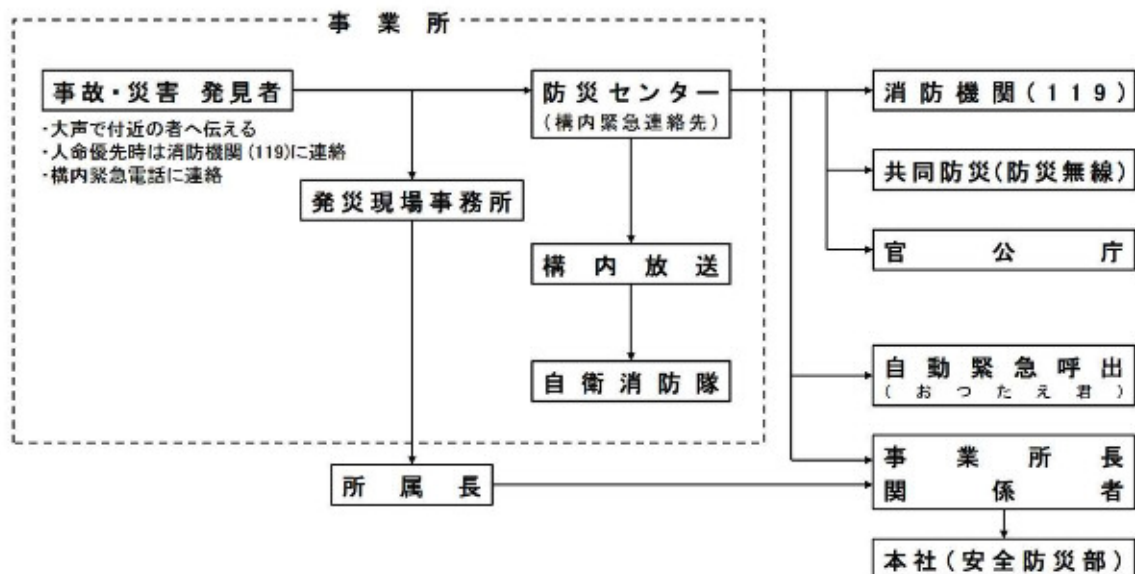 事業所
事故・災害 発見者
・大声で付近の者へ伝える
・人命優先時は消防機関(119)に連絡
・構内緊急電話に連絡
発災現場事務所
防災センター
(構内緊急連絡先)
構内放送
自衛消防隊
所属長
消防機関(119)
共同防災(防災無線)
官公庁
自動緊急呼出
(おつたえ君)
事業所長
関係者
本社(安全防災部)